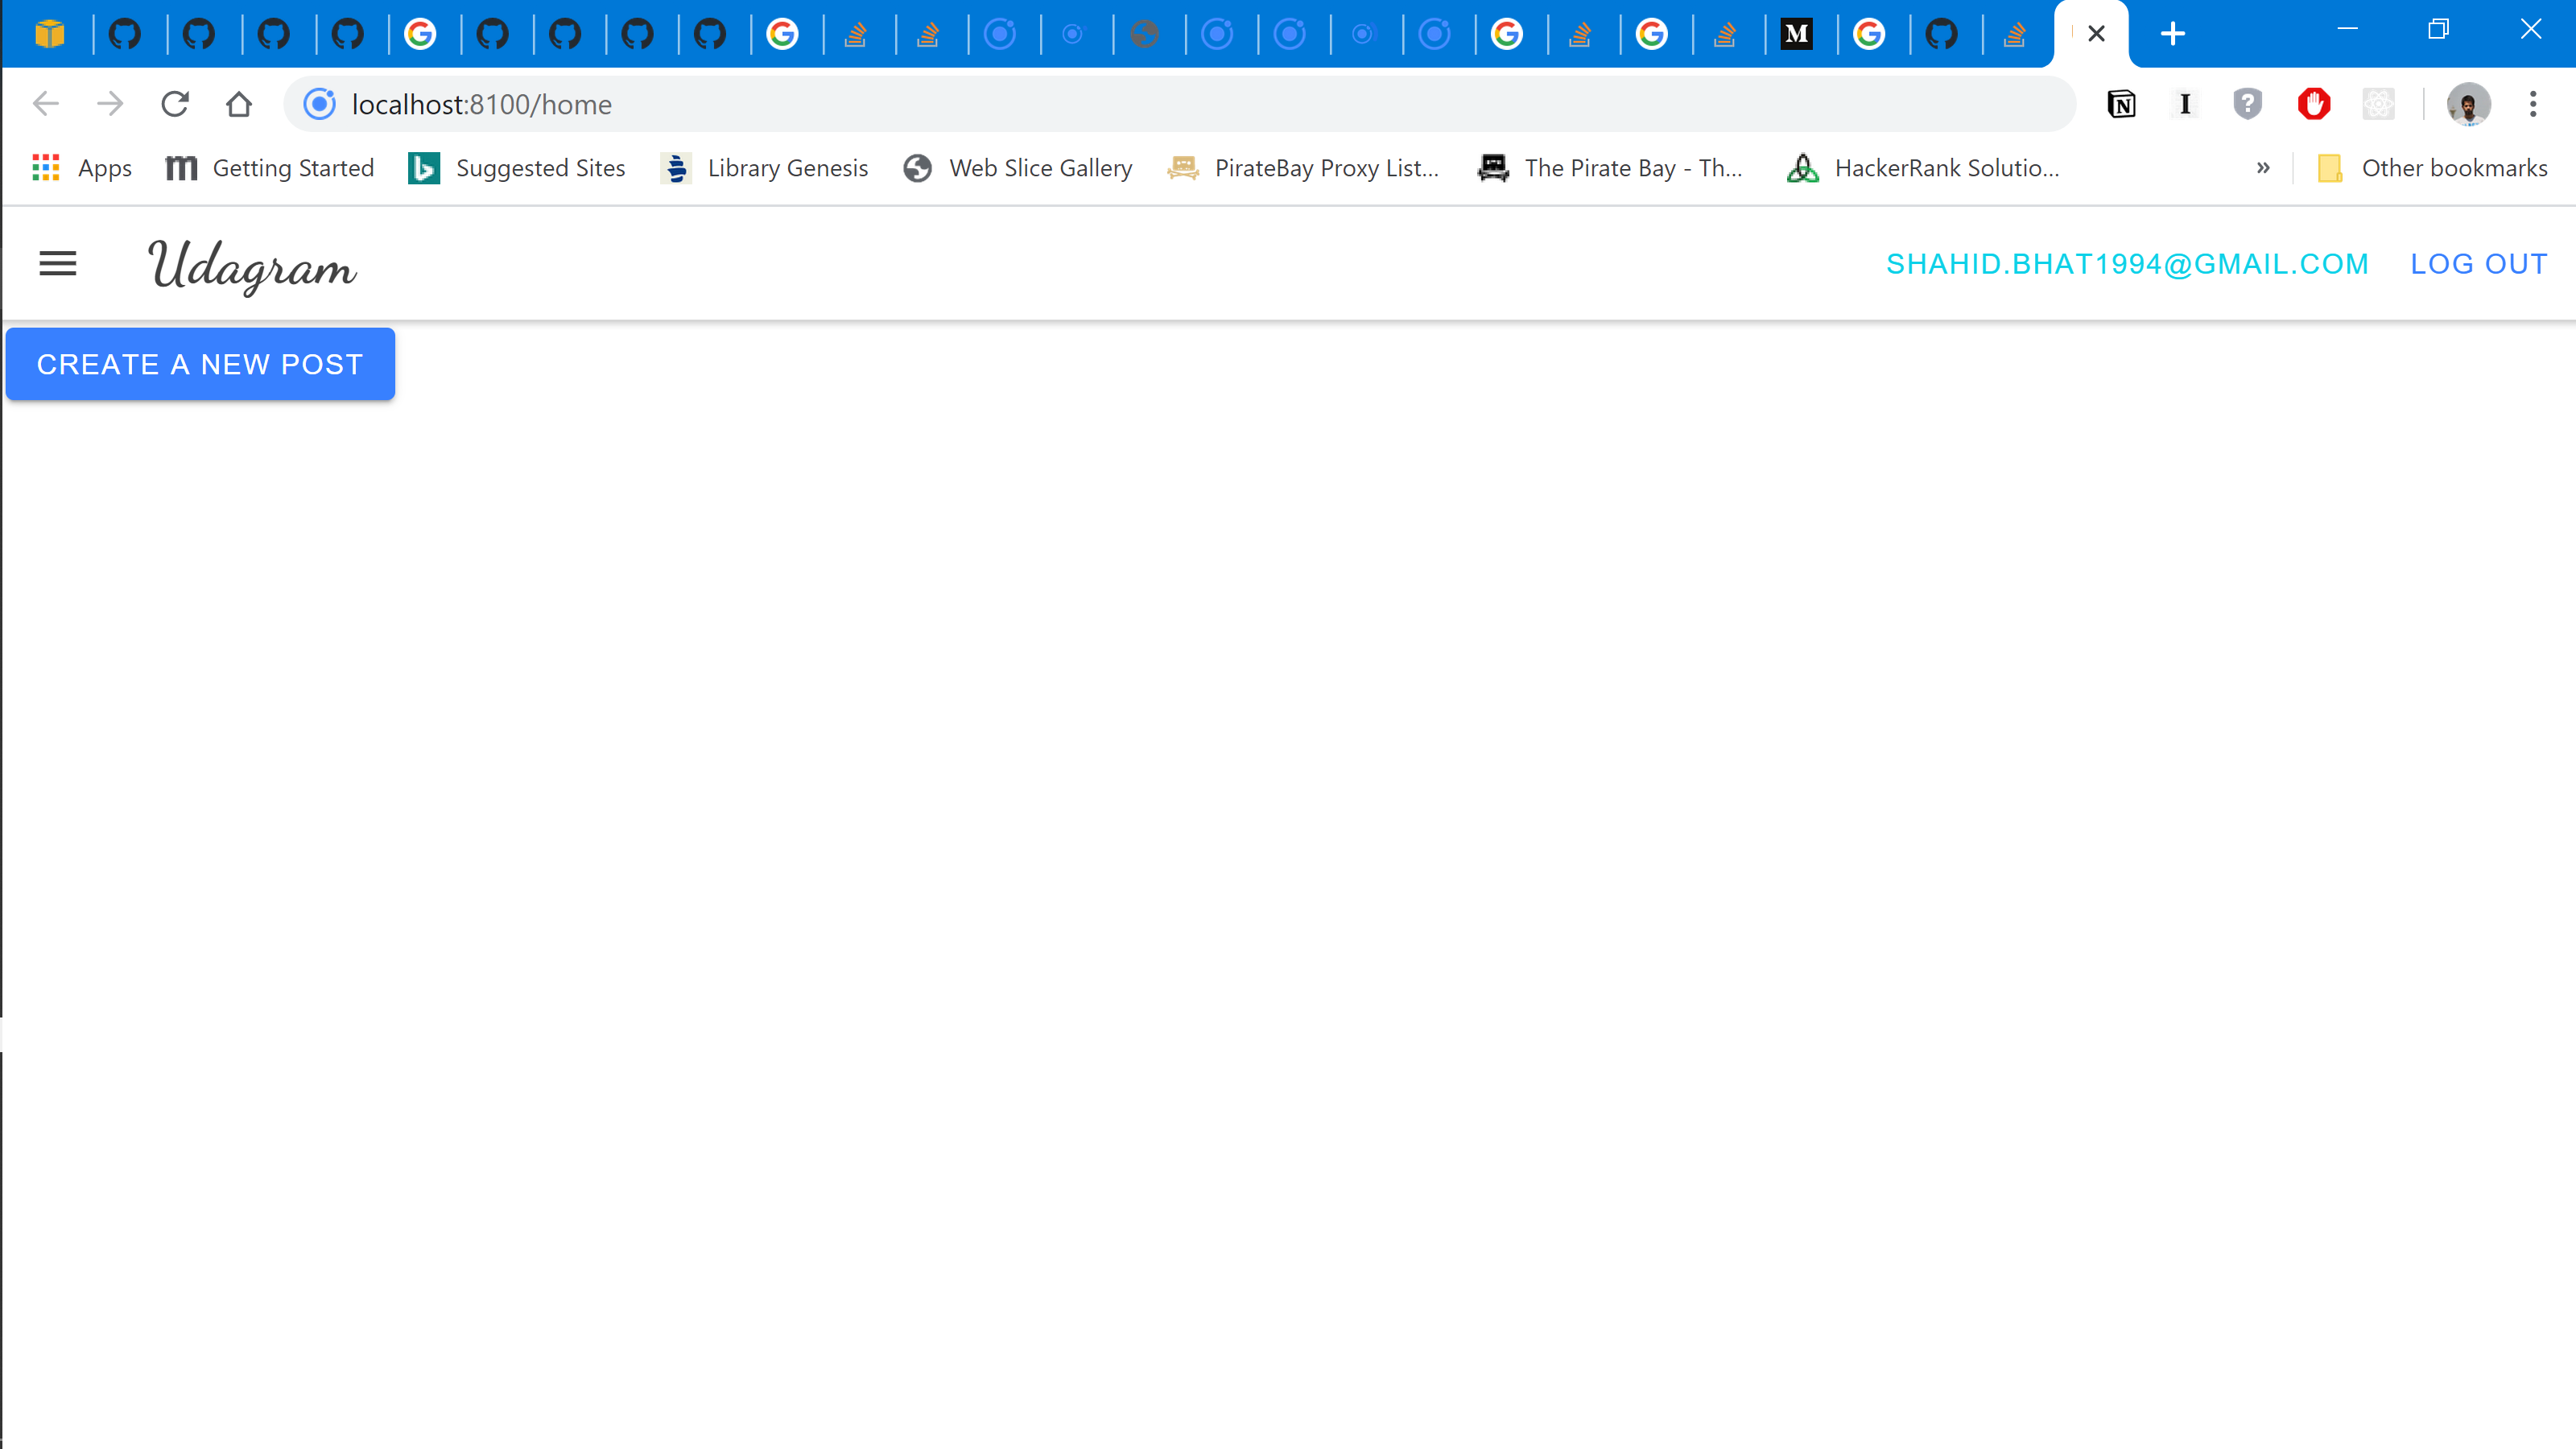 localhost:8100/home
Apps Getting Started Suggested Sites Library Genesis Web Slice Gallery PirateBay Proxy List... The Pirate Bay - Th... HackerRank Solutio... » Other bookmarks
Udagram SHAHID.BHAT1994@GMAIL.COM LOG OUT
CREATE A NEW POST